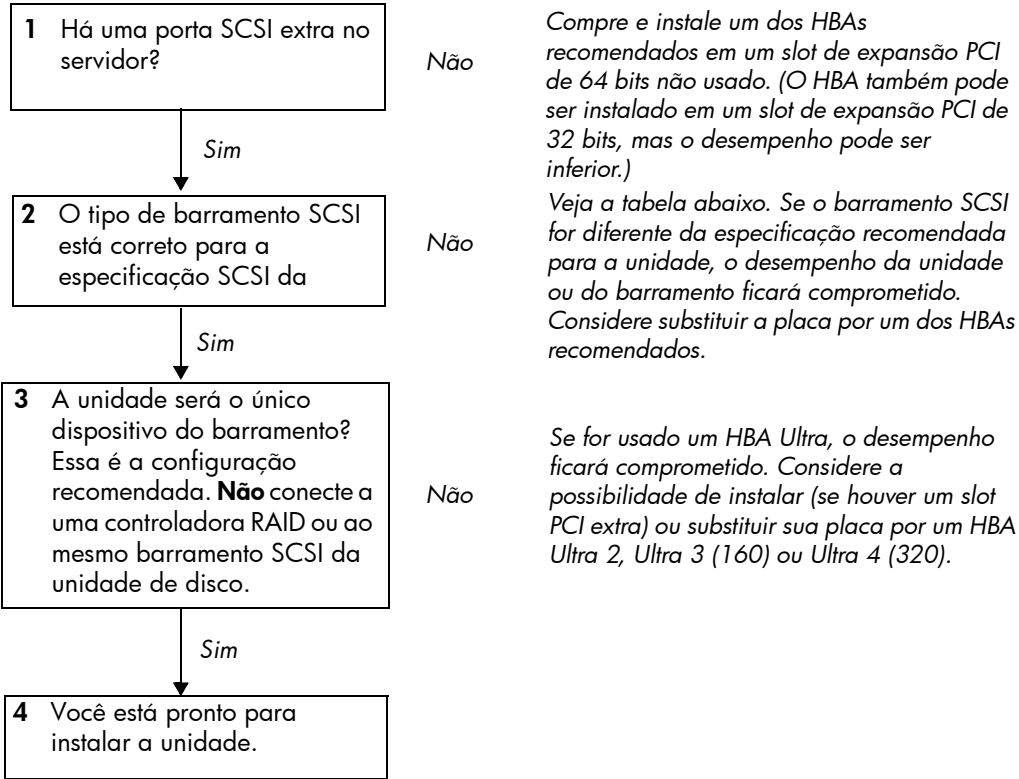 1 Há uma porta SCSI extra no
servidor?
Não
Compre e instale um dos HBAs
recomendados em um slot de expansão PCI
de 64 bits não usado. (O HBA também pode
ser instalado em um slot de expansão PCI de
32 bits, mas o desempenho pode ser
inferior.)
Sim
2 O tipo de barramento SCSI
está correto para a
especificação SCSI da
Não
Veja a tabela abaixo. Se o barramento SCSI
for diferente da especificação recomendada
para a unidade, o desempenho da unidade
ou do barramento ficará comprometido.
Considere substituir a placa por um dos HBAs
recomendados.
Sim
3 A unidade será o único
dispositivo do barramento?
Essa é a configuração
recomendada. Não conecte a
uma controladora RAID ou ao
mesmo barramento SCSI da
unidade de disco.
Não
Se for usado um HBA Ultra, o desempenho
ficará comprometido. Considere a
possibilidade de instalar (se houver um slot
PCI extra) ou substituir sua placa por um HBA
Ultra 2, Ultra 3 (160) ou Ultra 4 (320).
Sim
4 Você está pronto para
instalar a unidade.